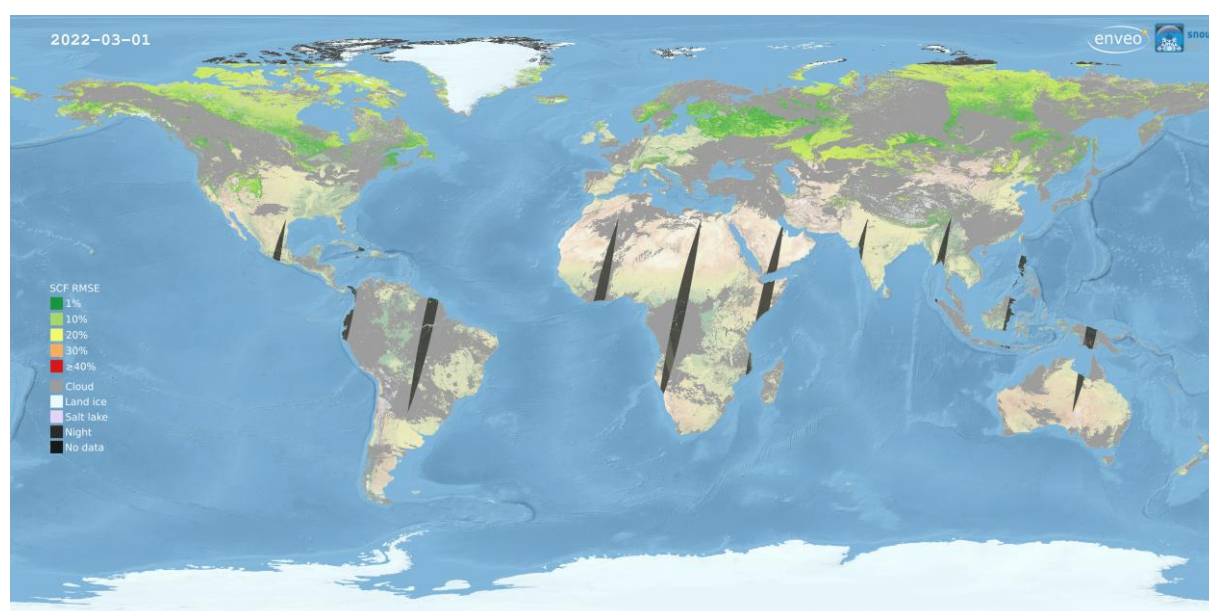 2022-03-01
enveo
snow
SCF RMSE
1%
10%
20%
30%
≥40%
Cloud
Land ice
Salt lake
Night
No data